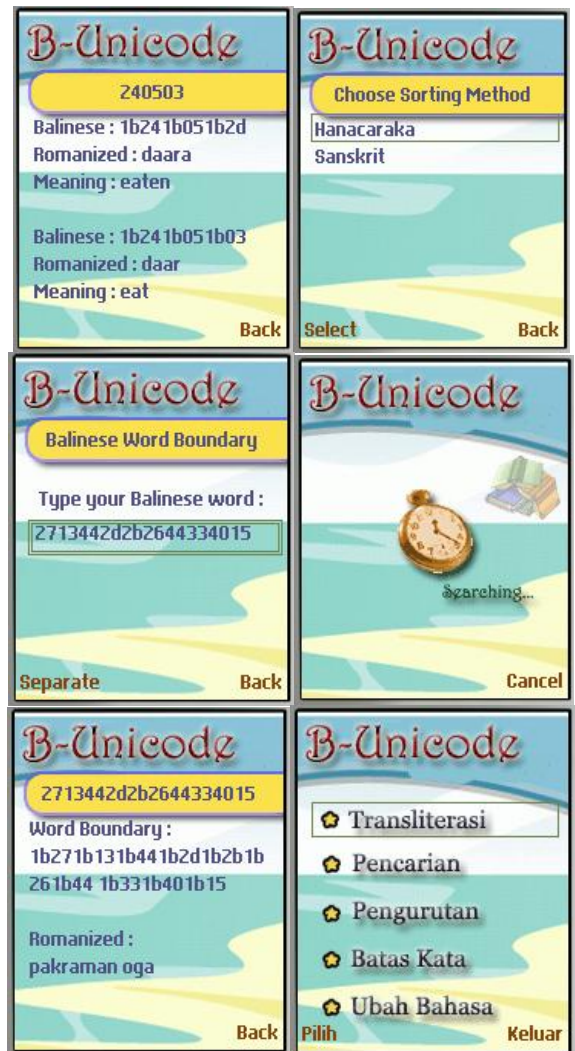 B-Unicode
240503
Balinese : 1b241b051b2d
Romanized : daara
Meaning : eaten
Balinese : 1b241b051b03
Romanized : daar
Meaning : eat
Back
B-Unicode
Choose Sorting Method
Hanacaraka
Sanskrit
Select Back
B-Unicode
Balinese Word Boundary
Type your Balinese word :
2713442d2b2644334015
Separate Back
B-Unicode
Searching...
Cancel
B-Unicode
2713442d2b2644334015
Word Boundary :
1b271b131b441b2d1b2b1b
261b44 1b331b401b15
Romanized :
pakraman oga
Back
B-Unicode
Transliterasi
Pencarian
Pengurutan
Batas Kata
Ubah Bahasa
Pilih Keluar